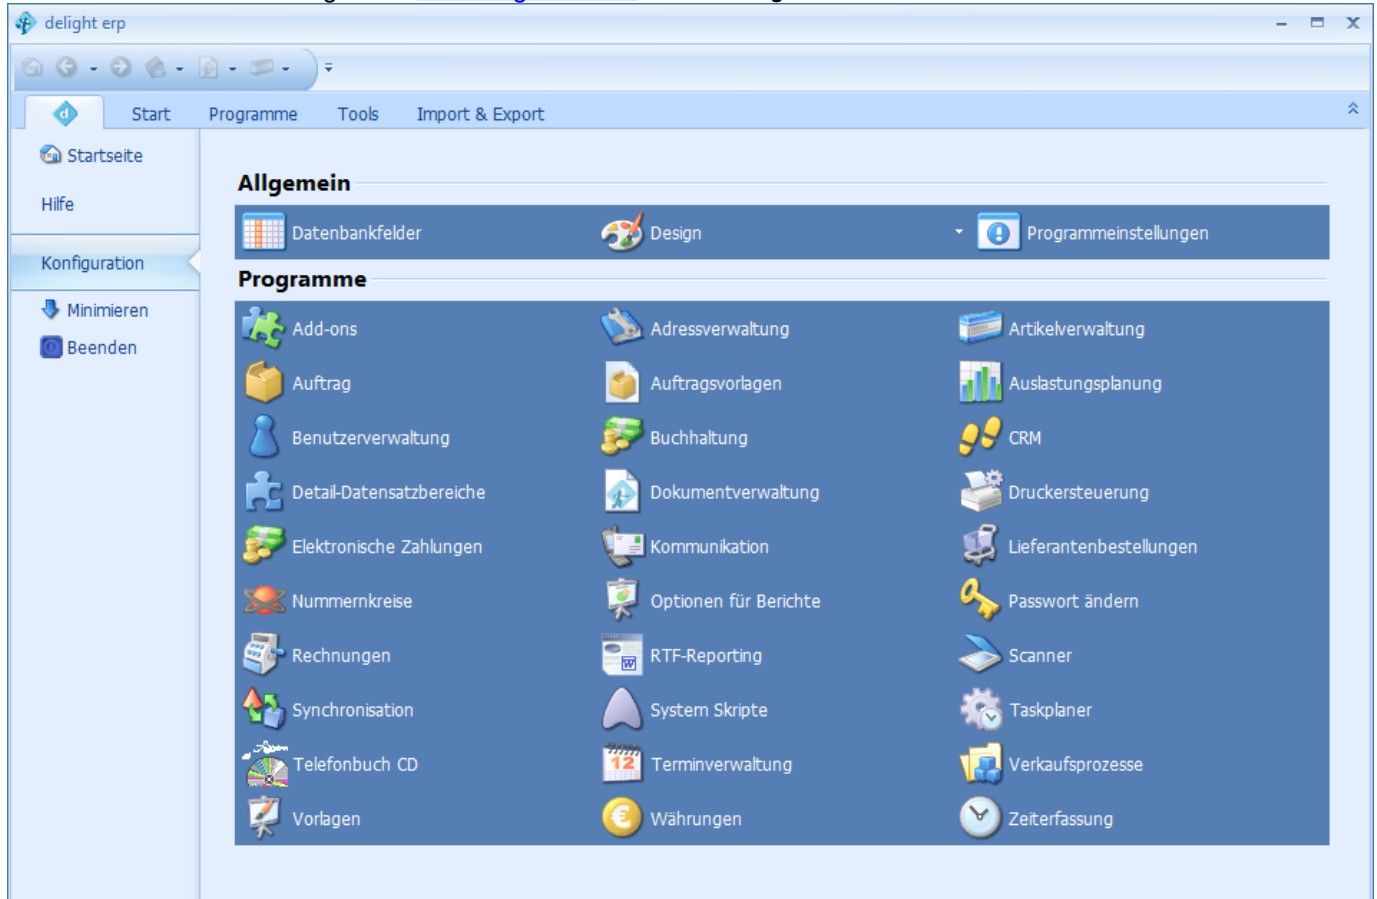 delight erp
Start Programme Tools Import & Export
Startseite
Hilfe
Konfiguration
Minimieren
Beenden
Allgemein
Datenbankfelder Design Programmeinstellungen
Programme
Add-ons Adressverwaltung Artikelverwaltung
Auftrag Auftragsvorlagen Auslastungsplanung
Benutzerverwaltung Buchhaltung CRM
Detail-Datensatzbereiche Dokumentverwaltung Druckersteuerung
Elektronische Zahlungen Kommunikation Lieferantenbestellungen
Nummernkreise Optionen für Berichte Passwort ändern
Rechnungen RTF-Reporting Scanner
Synchronisation System Skripte Taskplaner
Telefonbuch CD Terminverwaltung Verkaufsprozesse
Vorlagen Währungen Zeiterfassung